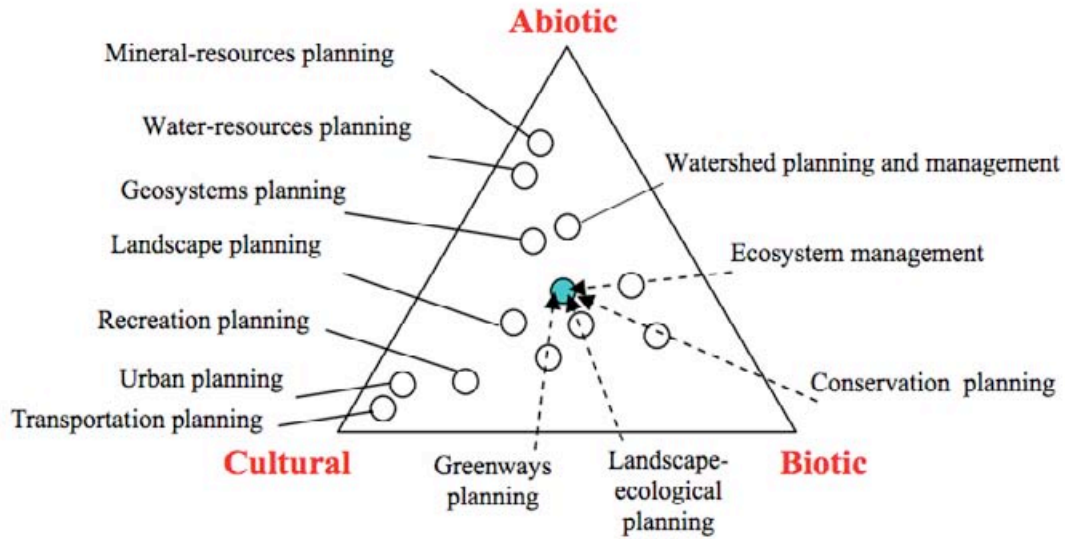 Abiotic
Mineral-resources planning
Water-resources planning
Watershed planning and management
Geosystems planning
Landscape planning
Ecosystem management
Recreation planning
Urban planning
Conservation planning
Transportation planning
Cultural
Greenways
planning
Landscape-
ecological
planning
Biotic